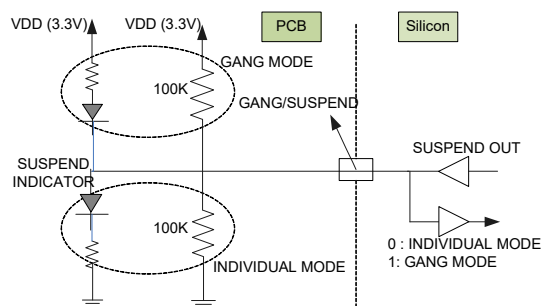 VDD (3.3V)
VDD (3.3V)
PCB
Silicon
GANG MODE
100K
GANG/SUSPEND
SUSPEND OUT
SUSPEND
INDICATOR
100K
INDIVIDUAL MODE
0 : INDIVIDUAL MODE
1: GANG MODE